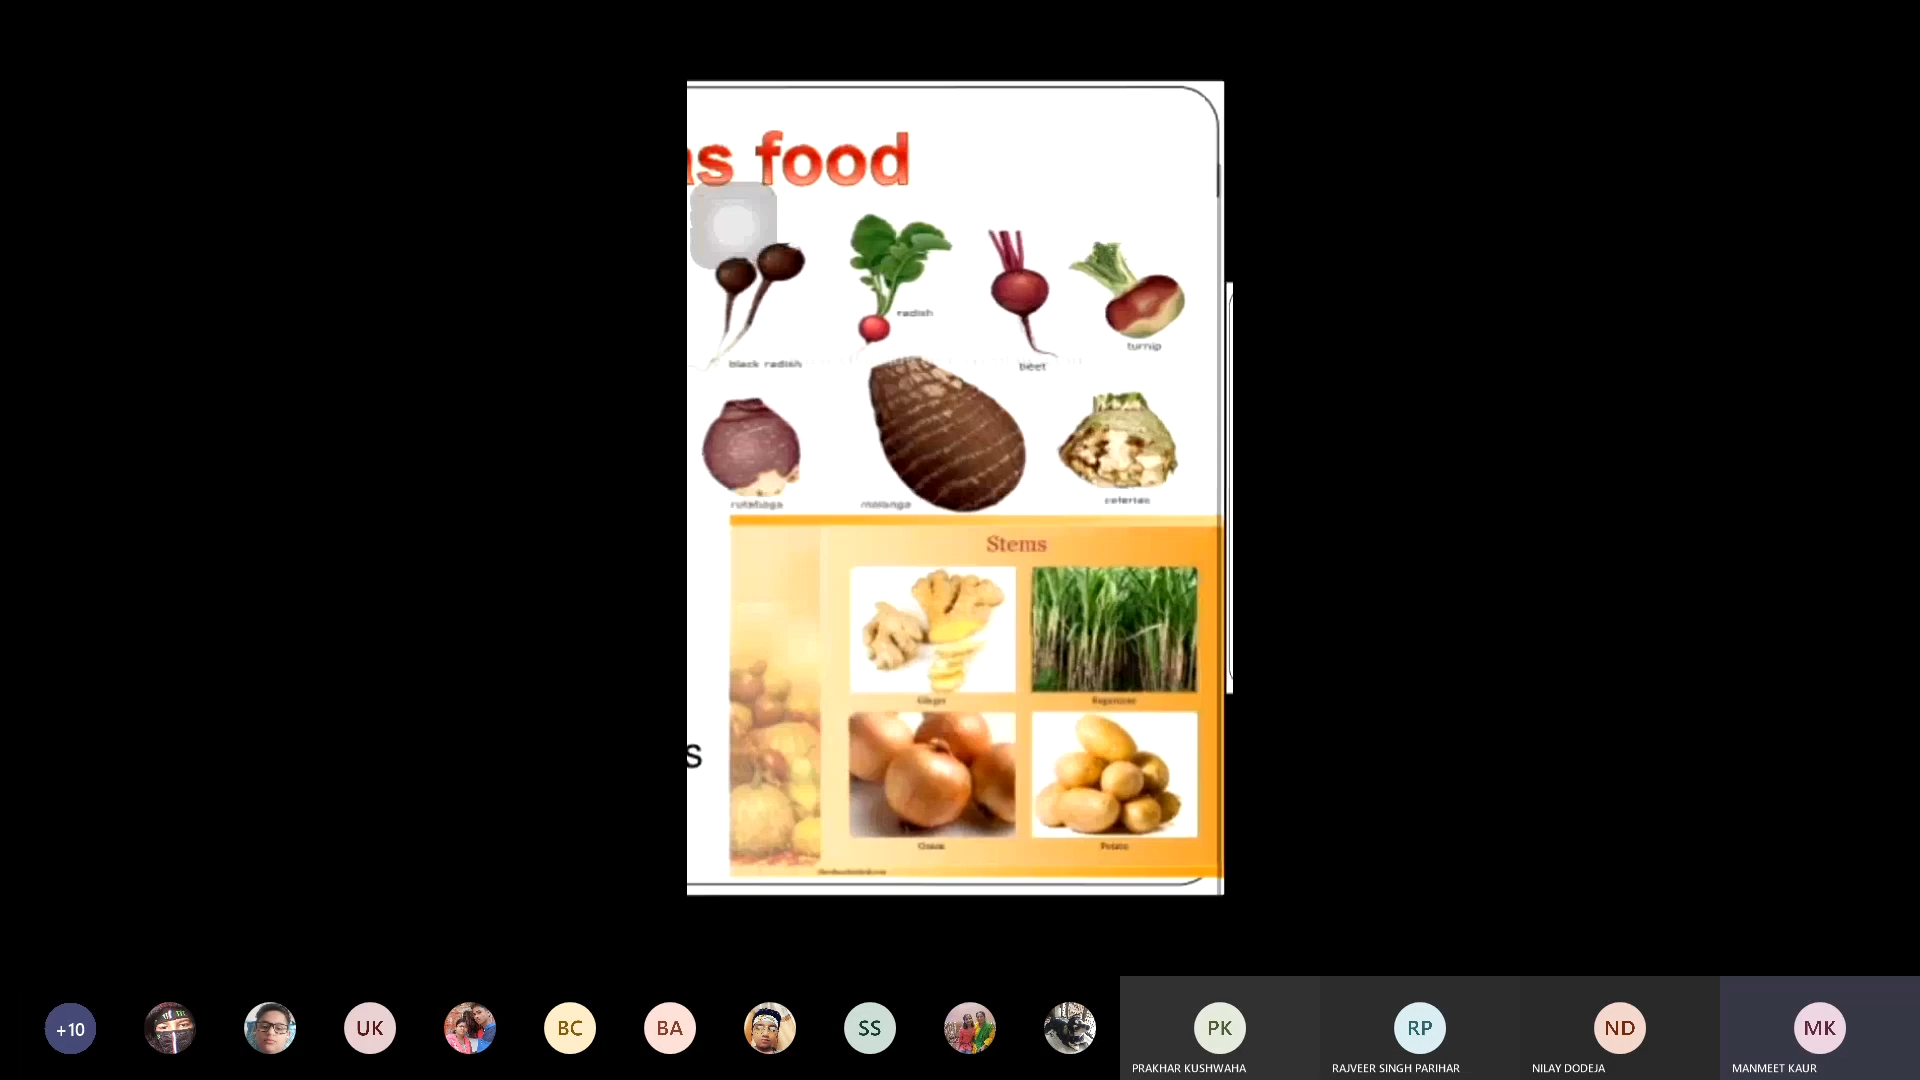 as food
radish
turnip
black radish
beet
rutabaga
malanga
celeriac
Stems
Ginger
Sugarcane
s
Onion
Potato
+10
UK
BC
BA
SS
PK
RP
ND
MK
PRAKHAR KUSHWAHA
RAJVEER SINGH PARIHAR
NILAY DODEJA
MANMEET KAUR